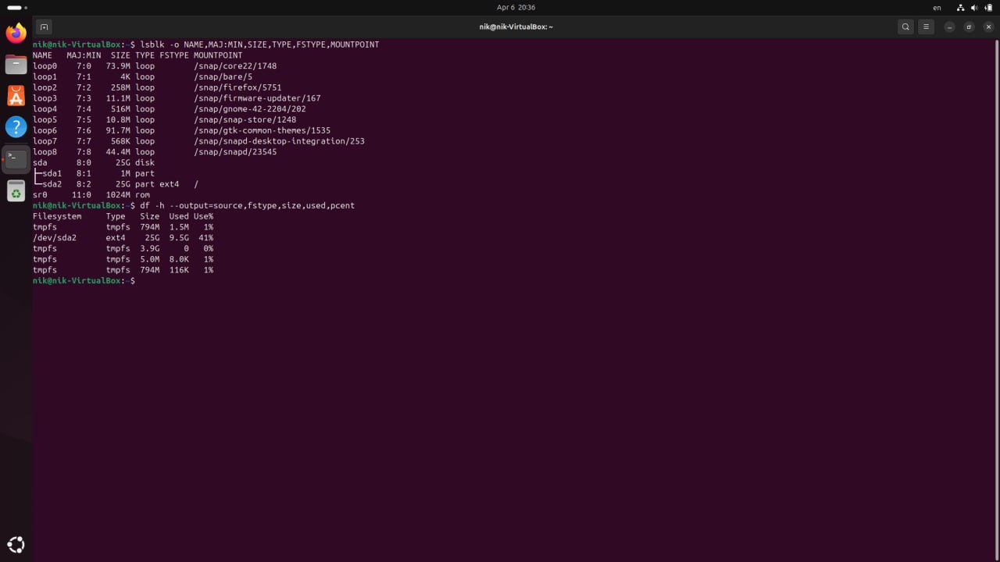 Apr 6 20:36
en
nik@nik-VirtualBox: ~
nik@nik-VirtualBox:~$ lsblk -o NAME,MAJ:MIN,SIZE,TYPE,FSTYPE,MOUNTPOINT
NAME   MAJ:MIN  SIZE TYPE FSTYPE MOUNTPOINT
loop0    7:0   73.9M loop        /snap/core22/1748
loop1    7:1      4K loop        /snap/bare/5
loop2    7:2    258M loop        /snap/firefox/5751
loop3    7:3   11.1M loop        /snap/firmware-updater/167
loop4    7:4    516M loop        /snap/gnome-42-2204/202
loop5    7:5   10.8M loop        /snap/snap-store/1248
loop6    7:6   91.7M loop        /snap/gtk-common-themes/1535
loop7    7:7    568K loop        /snap/snapd-desktop-integration/253
loop8    7:8   44.4M loop        /snap/snapd/23545
sda      8:0     25G disk
├─sda1   8:1      1M part
└─sda2   8:2     25G part ext4   /
sr0     11:0   1024M rom
nik@nik-VirtualBox:~$ df -h --output=source,fstype,size,used,pcent
Filesystem     Type   Size  Used Use%
tmpfs          tmpfs  794M  1.5M   1%
/dev/sda2      ext4    25G  9.5G  41%
tmpfs          tmpfs  3.9G     0   0%
tmpfs          tmpfs  5.0M  8.0K   1%
tmpfs          tmpfs  794M  116K   1%
nik@nik-VirtualBox:~$